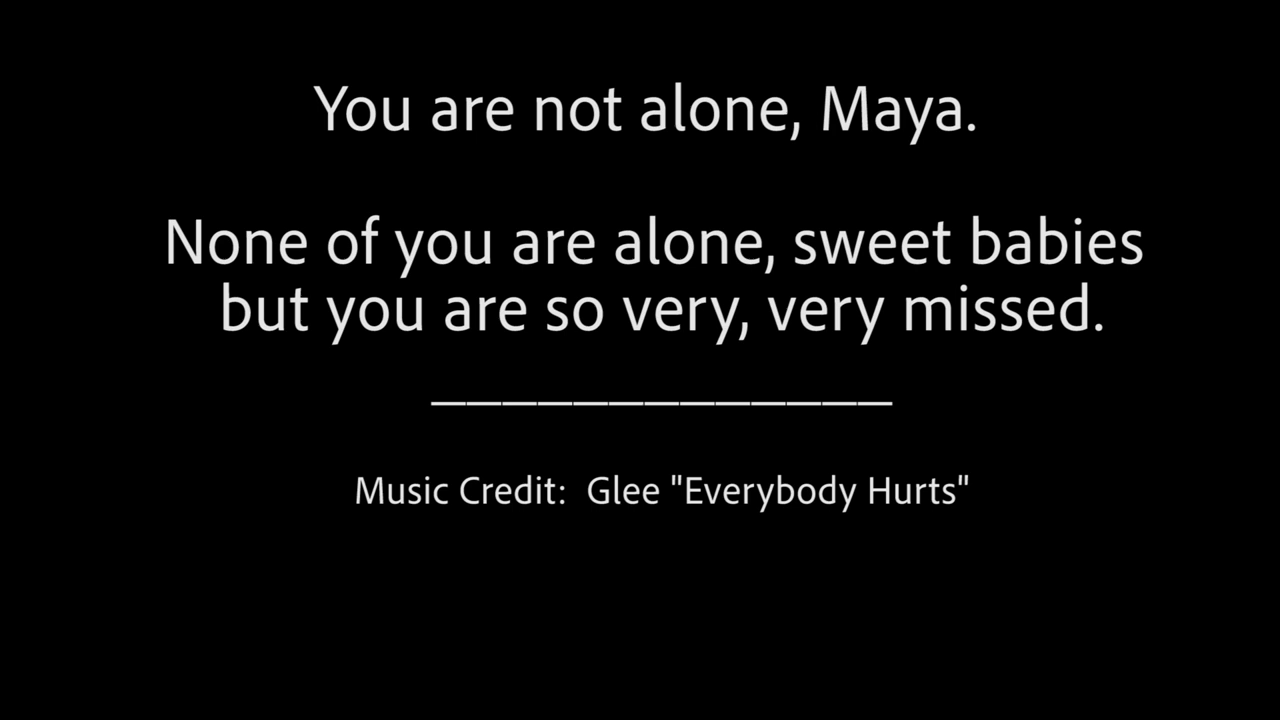 You are not alone, Maya.
None of you are alone, sweet babies
but you are so very, very missed.
_____________
Music Credit:  Glee "Everybody Hurts"